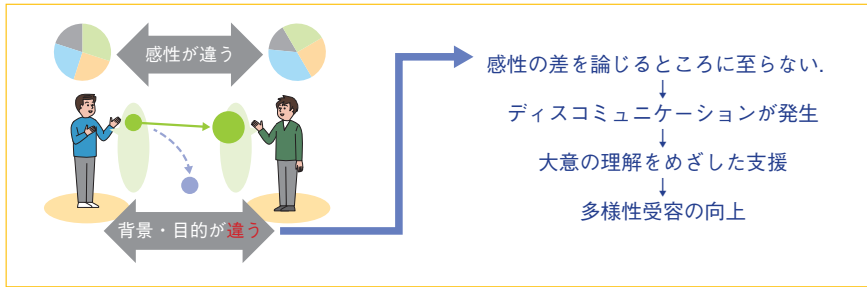 感性が違う
背景・目的が違う
感性の差を論じるところに至らない.
↓
ディスコミュニケーションが発生
↓
大意の理解をめざした支援
↓
多様性受容の向上